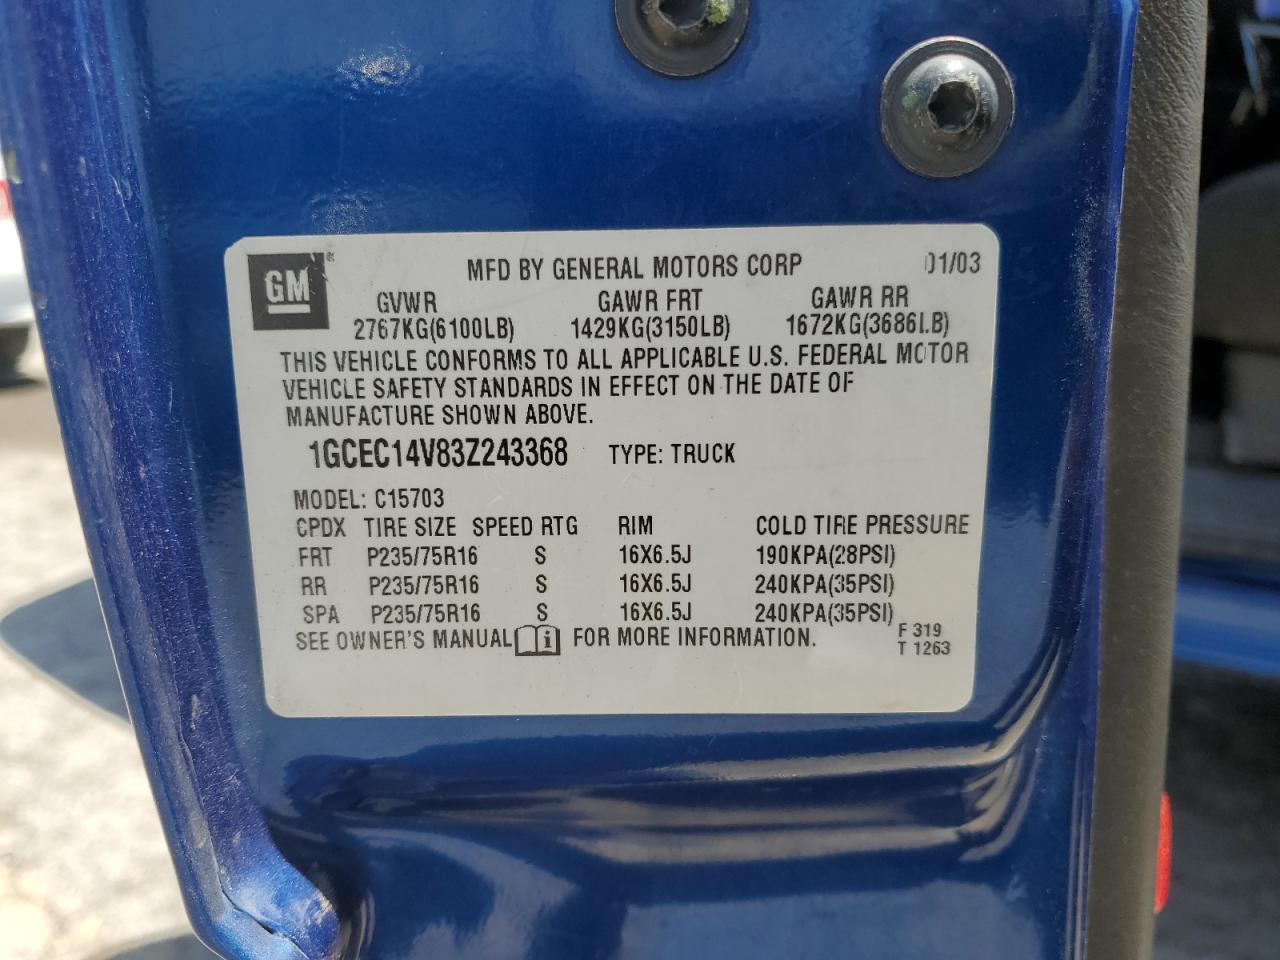 GM MFD BY GENERAL MOTORS CORP 01/03
GVWR GAWR FRT GAWR RR
2767KG(6100LB) 1429KG(3150LB) 1672KG(3686LB)
THIS VEHICLE CONFORMS TO ALL APPLICABLE U.S. FEDERAL MOTOR
VEHICLE SAFETY STANDARDS IN EFFECT ON THE DATE OF
MANUFACTURE SHOWN ABOVE.
1GCEC14V83Z243368 TYPE: TRUCK
MODEL: C15703
CPDX TIRE SIZE SPEED RTG RIM COLD TIRE PRESSURE
FRT P235/75R16 S 16X6.5J 190KPA(28PSI)
RR P235/75R16 S 16X6.5J 240KPA(35PSI)
SPA P235/75R16 S 16X6.5J 240KPA(35PSI)
SEE OWNER'S MANUAL i FOR MORE INFORMATION.
F 319
T 1263